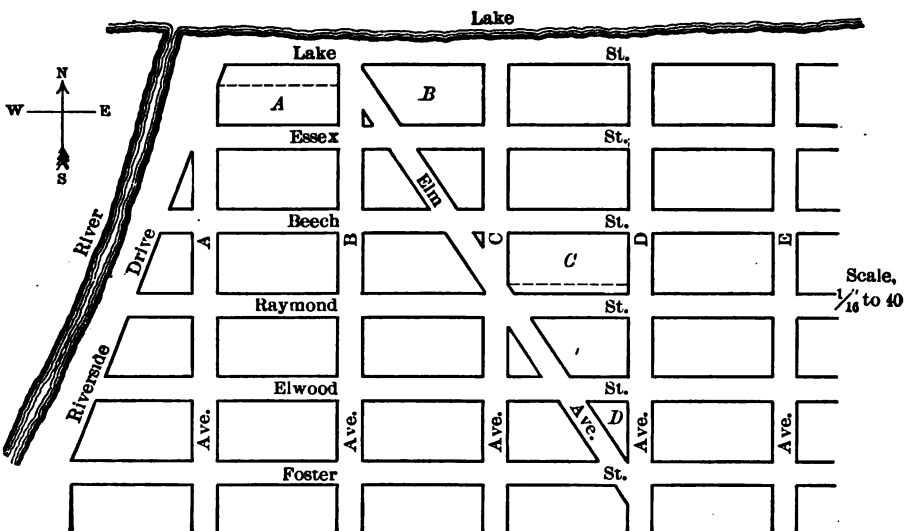 Lake
Lake St.
N
W E
S
A
B
Essex St.
Elm
River
Beech St.
Drive
A B C D E
C
Scale,
1/16" to 40
Raymond St.
Riverside
Elwood St.
Ave. Ave. Ave. Ave. Ave. Ave.
D
Foster St.